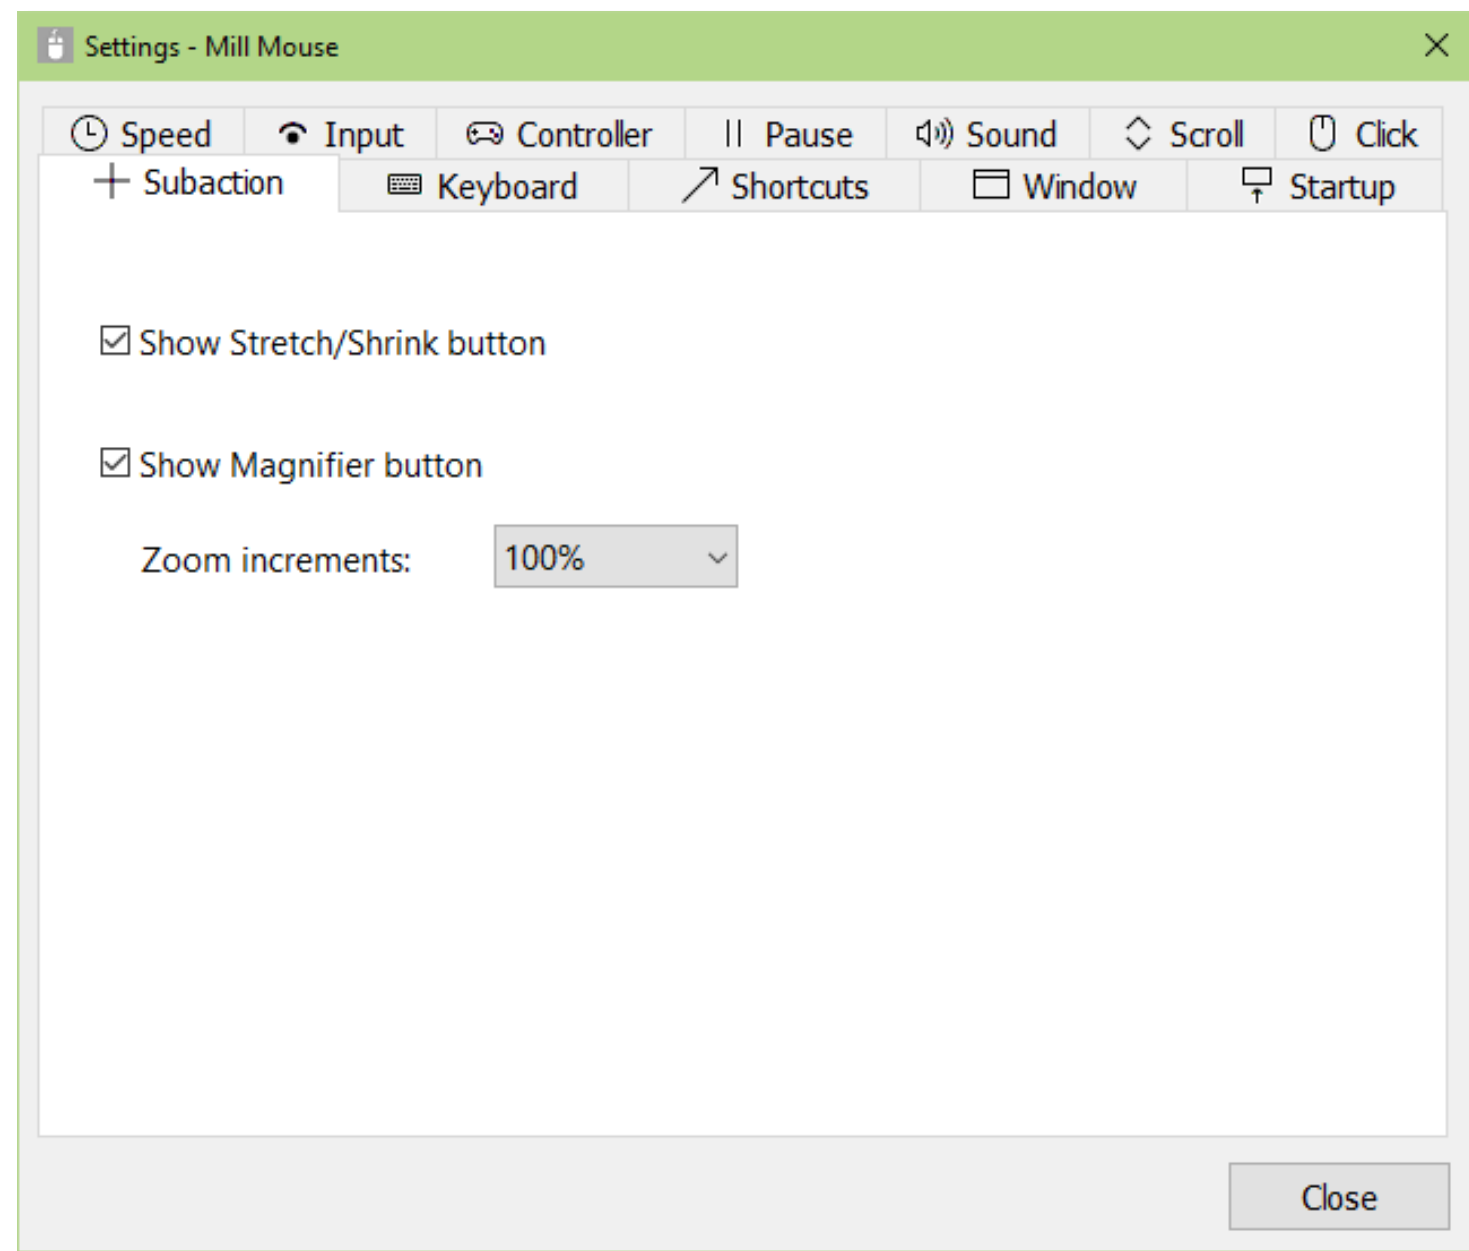 Settings - Mill Mouse
Speed Input Controller Pause Sound Scroll Click
Subaction Keyboard Shortcuts Window Startup
Show Stretch/Shrink button
Show Magnifier button
Zoom increments: 100%
Close